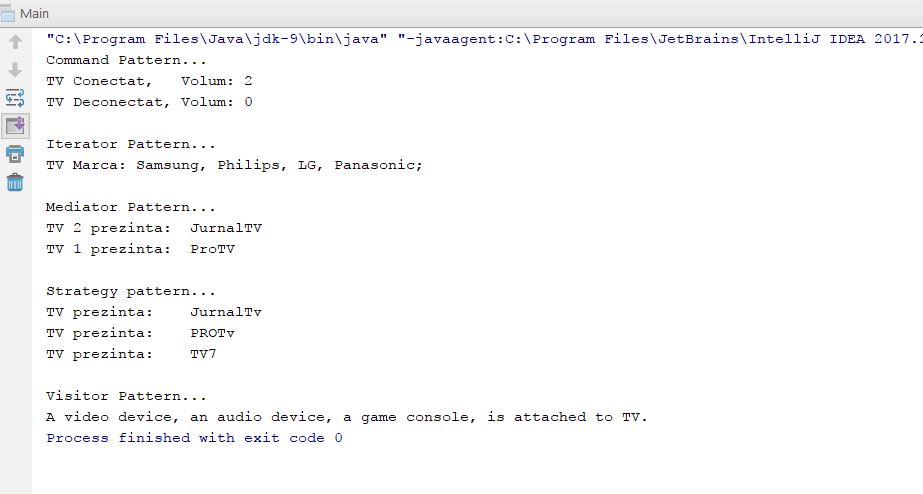 Main
"C:\Program Files\Java\jdk-9\bin\java" "-javaagent:C:\Program Files\JetBrains\IntelliJ IDEA 2017.2
Command Pattern...
TV Conectat,   Volum: 2
TV Deconectat, Volum: 0
Iterator Pattern...
TV Marca: Samsung, Philips, LG, Panasonic;
Mediator Pattern...
TV 2 prezinta:  JurnalTV
TV 1 prezinta:  ProTV
Strategy pattern...
TV prezinta:    JurnalTv
TV prezinta:    PROTv
TV prezinta:    TV7
Visitor Pattern...
A video device, an audio device, a game console, is attached to TV.
Process finished with exit code 0